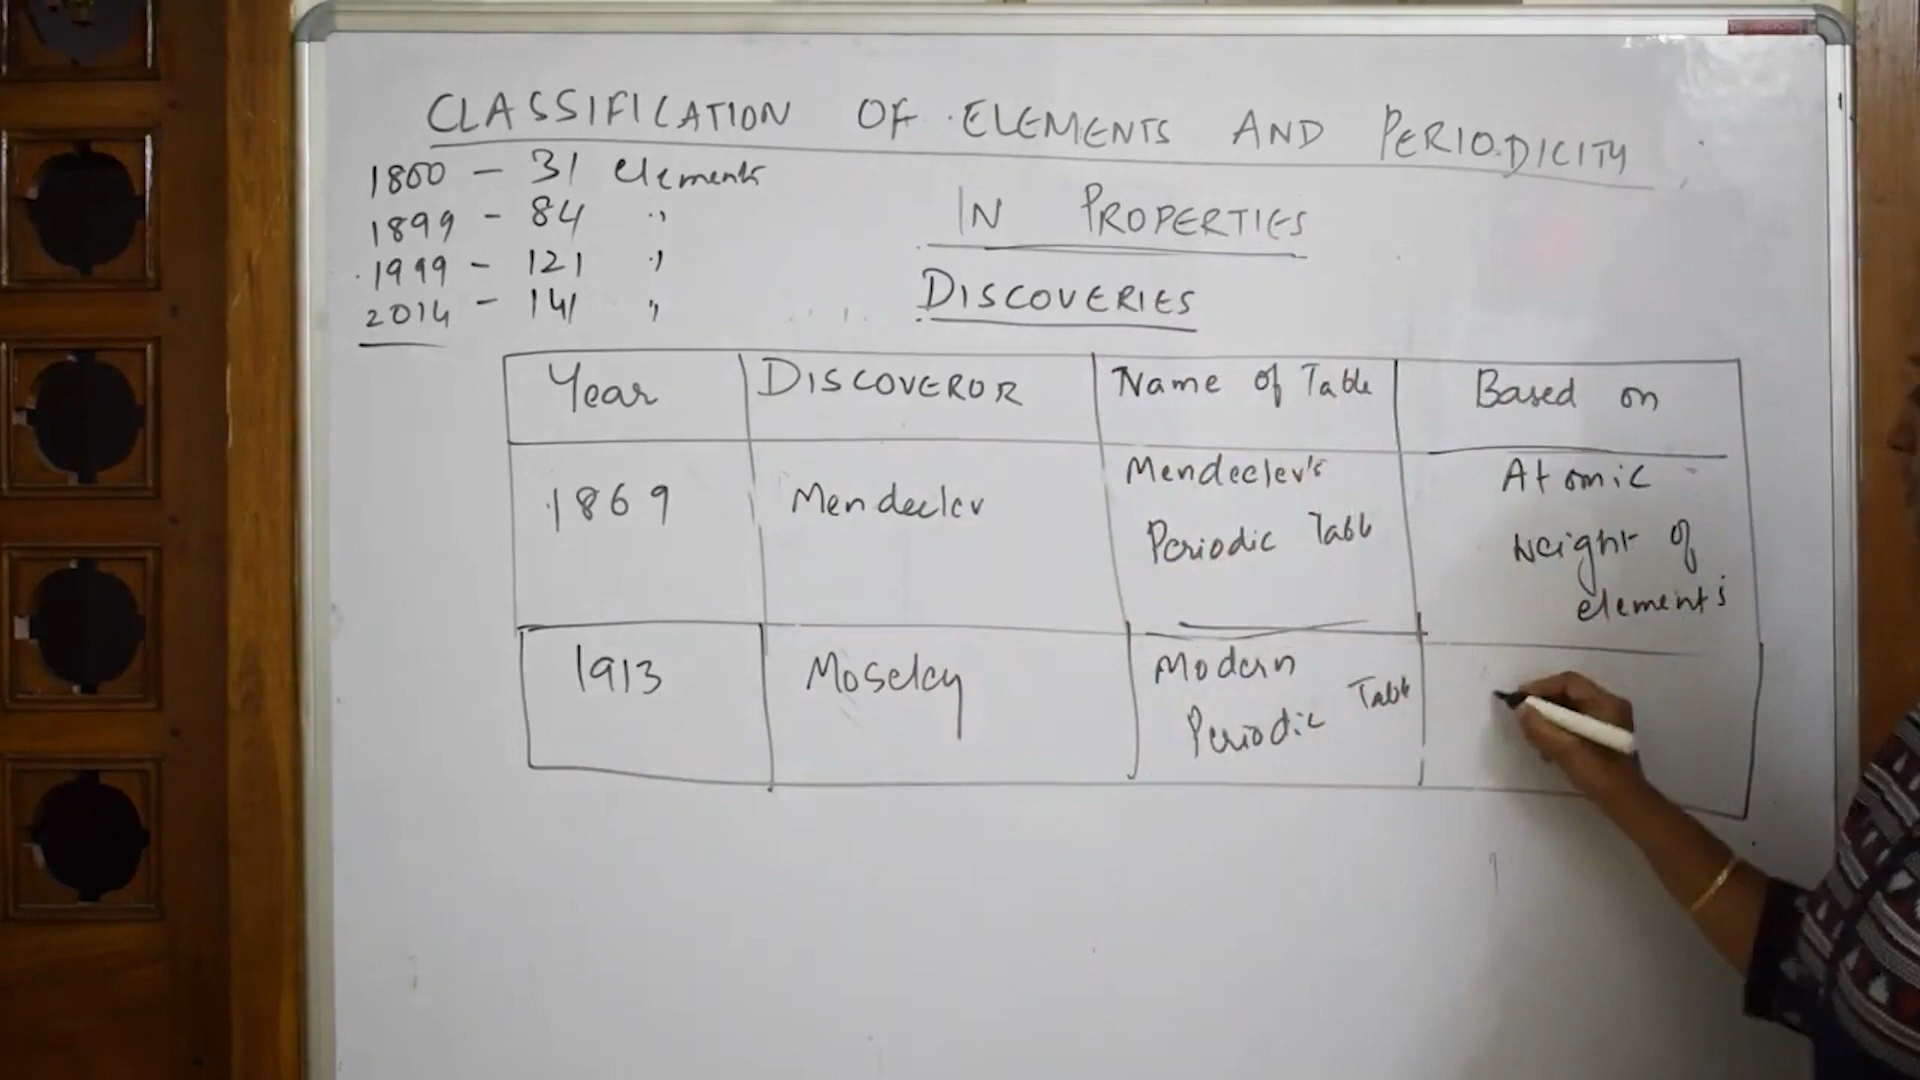 CLASSIFICATION OF ELEMENTS AND PERIODICITY
IN PROPERTIES
1800 - 31 elements
1899 - 84 "
1999 - 121 "
2014 - 141 "
DISCOVERIES
Year DISCOVEROR Name of Table Based on
1869 Mendeelev Mendeelev's Periodic Table Atomic Weight of elements
1913 Moseley Modern Periodic Table